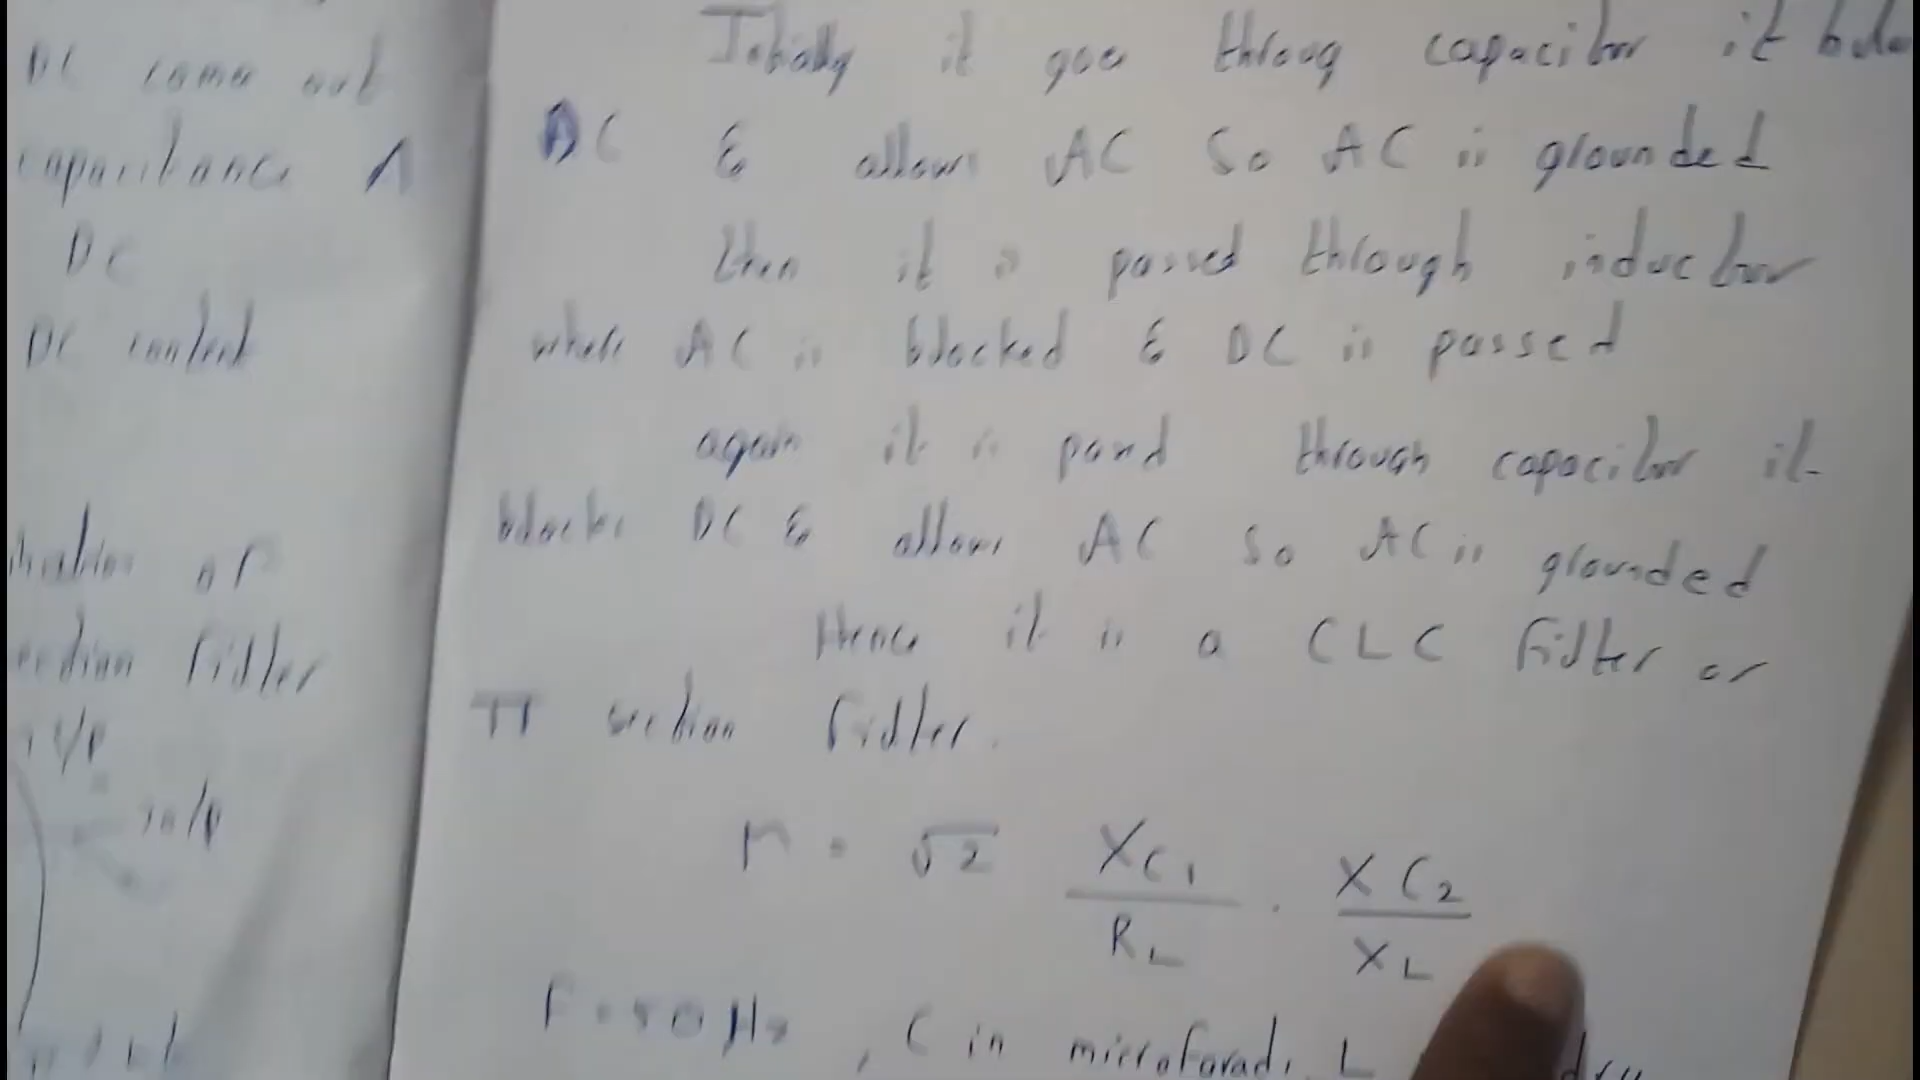 DC come out
capacitance ↑
DC
DC content
of
section filter
i/p
o/p
Initially it goes throug capacitor it
DC & allows AC So AC is grounded
then it is passed through inductor
where AC is blocked & DC is passed
again it is passed through capacitor it
blocks DC & allows AC So AC is grounded
Hence it is a CLC filter or
π section filter.
r = √2 XC1/RL . XC2/XL
F = 50 Hz , C in microfarad, L